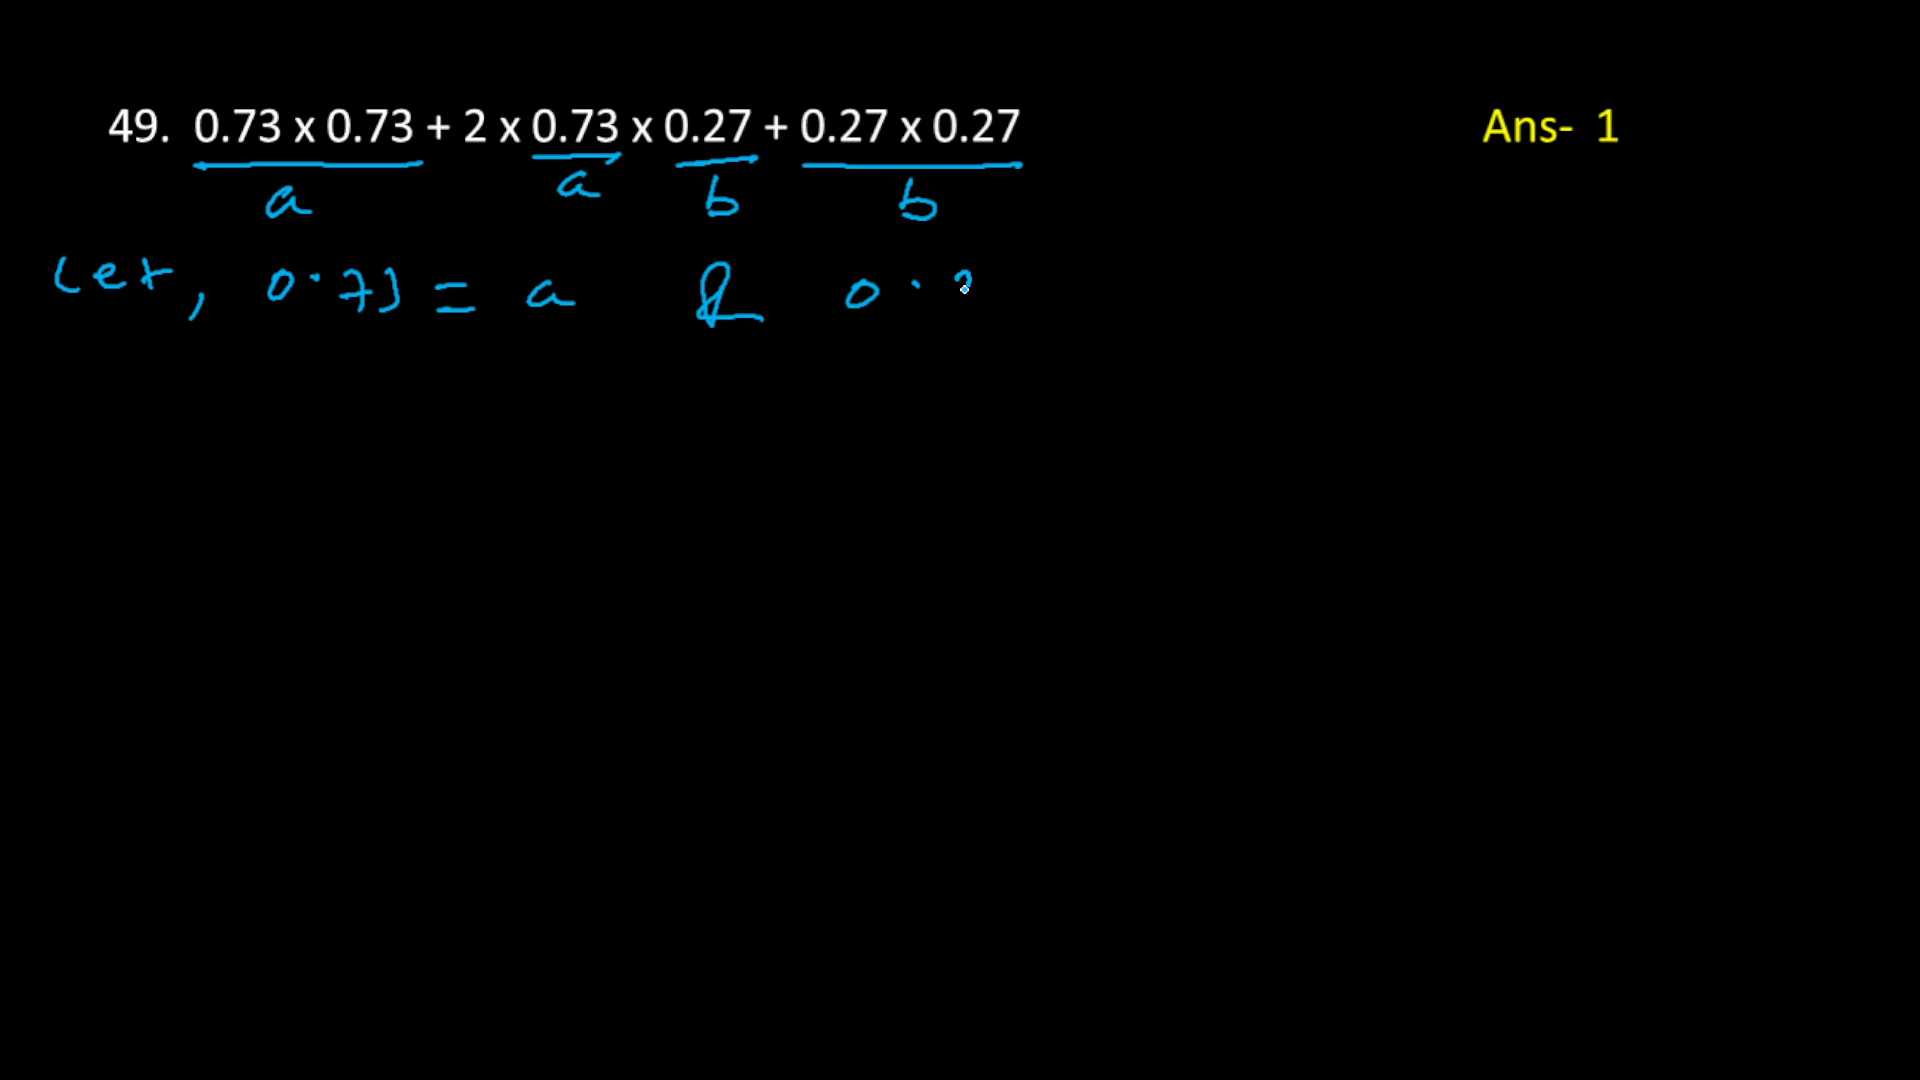 49. 0.73 x 0.73 + 2 x 0.73 x 0.27 + 0.27 x 0.27 Ans- 1
a a b b
Let, 0.73 = a & 0.2